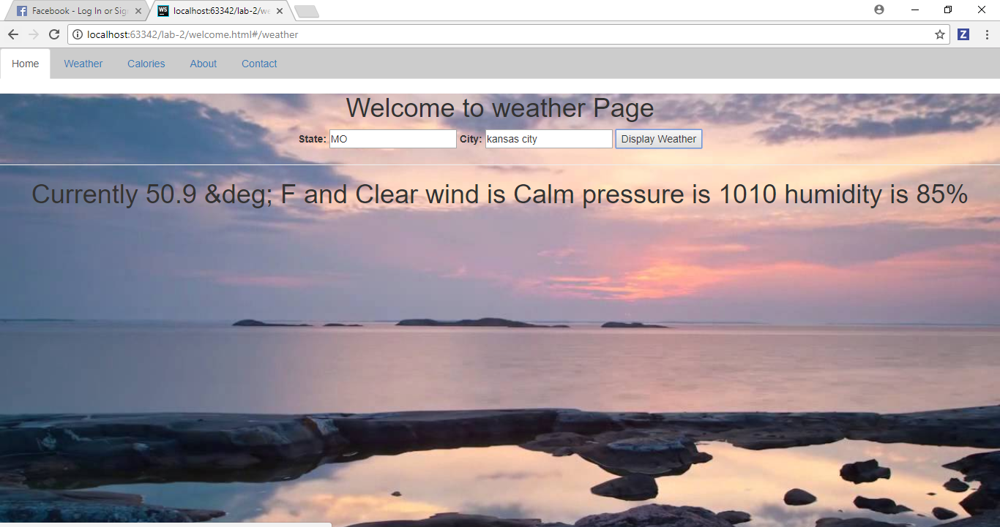 Facebook - Log In or Sig
localhost:63342/lab-2/we
localhost:63342/lab-2/welcome.html#/weather
Z
Home Weather Calories About Contact
Welcome to weather Page
State: MO City: kansas city Display Weather
Currently 50.9 &deg; F and Clear wind is Calm pressure is 1010 humidity is 85%